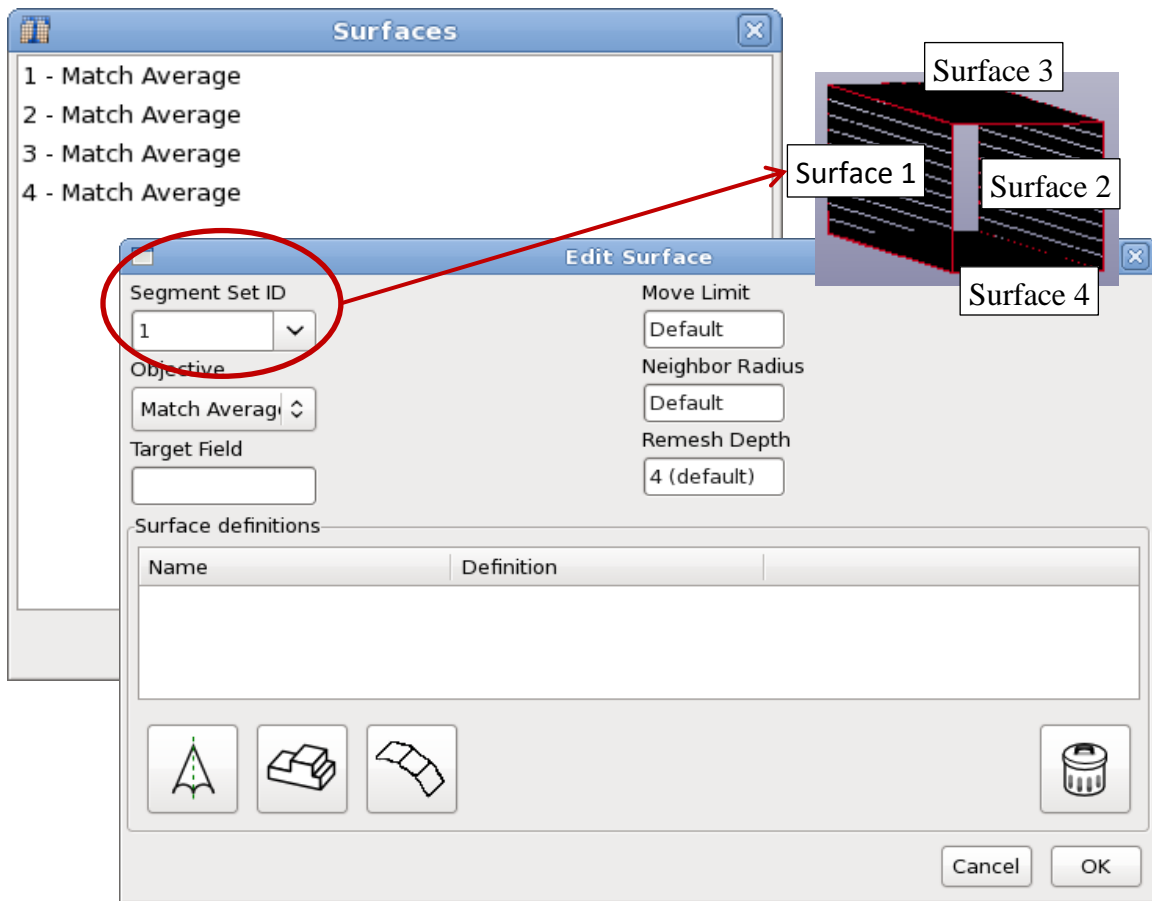 Surfaces
1 - Match Average
2 - Match Average
3 - Match Average
4 - Match Average
Surface 3
Surface 1
Surface 2
Surface 4
Edit Surface
Segment Set ID
1
Objective
Match Averag
Target Field
Move Limit
Default
Neighbor Radius
Default
Remesh Depth
4 (default)
Surface definitions
Name Definition
Cancel OK